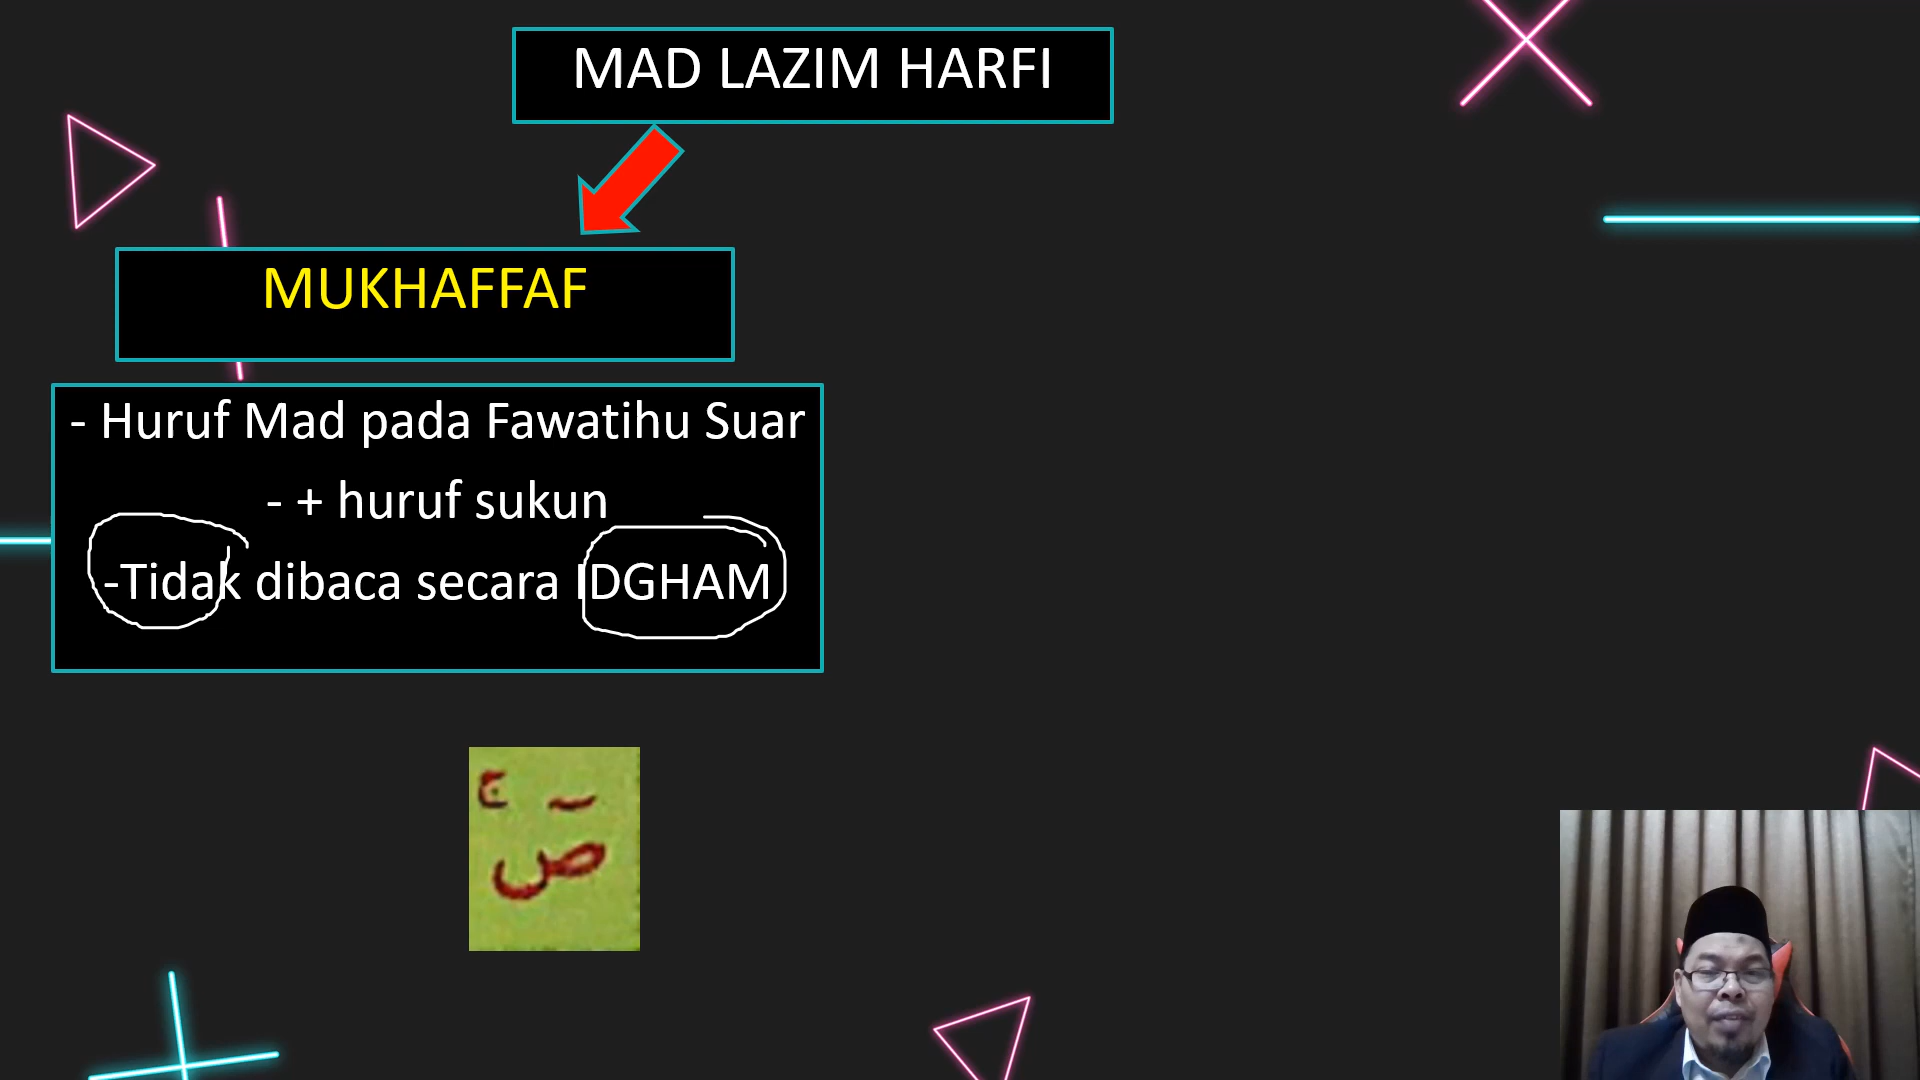 MAD LAZIM HARFI
MUKHAFFAF
- Huruf Mad pada Fawatihu Suar
- + huruf sukun
-Tidak dibaca secara IDGHAM
صٓ ۚ